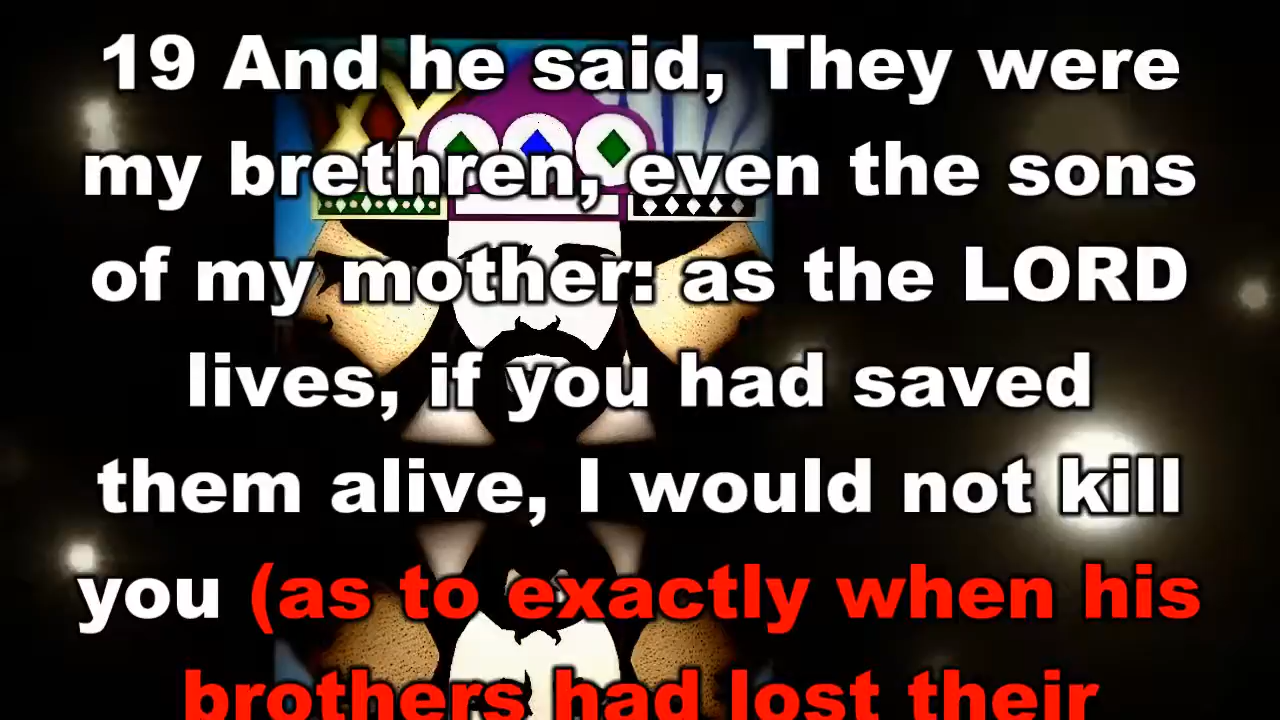 19 And he said, They were
my brethren, even the sons
of my mother: as the LORD
lives, if you had saved
them alive, I would not kill
you (as to exactly when his
brothers had lost their